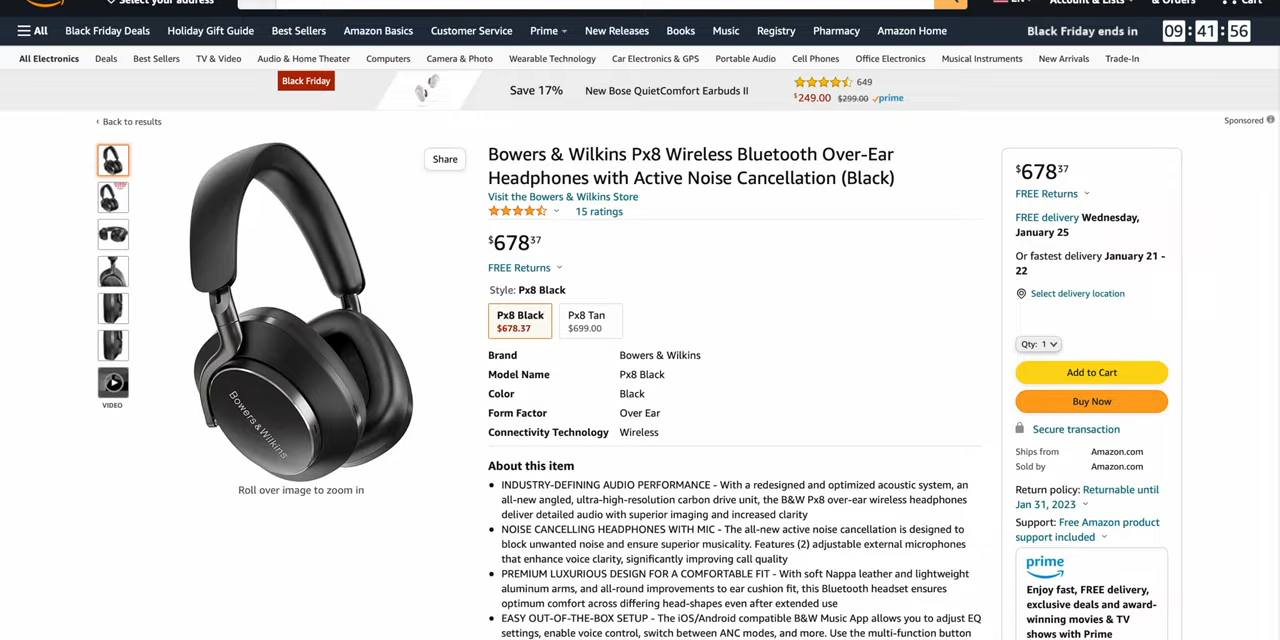 Select your address
EN
Account & Lists
& Orders
Cart
All
Black Friday Deals
Holiday Gift Guide
Best Sellers
Amazon Basics
Customer Service
Prime
New Releases
Books
Music
Registry
Pharmacy
Amazon Home
Black Friday ends in
09 : 41 : 56
All Electronics
Deals
Best Sellers
TV & Video
Audio & Home Theater
Computers
Camera & Photo
Wearable Technology
Car Electronics & GPS
Portable Audio
Cell Phones
Office Electronics
Musical Instruments
New Arrivals
Trade-In
Black Friday
Save 17%
New Bose QuietComfort Earbuds II
649
$249.00 $299.00 prime
‹ Back to results
Sponsored
Share
Bowers & Wilkins
Roll over image to zoom in
VIDEO
Bowers & Wilkins Px8 Wireless Bluetooth Over-Ear
Headphones with Active Noise Cancellation (Black)
Visit the Bowers & Wilkins Store
15 ratings
$678 37
FREE Returns
Style: Px8 Black
Px8 Black
$678.37
Px8 Tan
$699.00
Brand Bowers & Wilkins
Model Name Px8 Black
Color Black
Form Factor Over Ear
Connectivity Technology Wireless
About this item
• INDUSTRY-DEFINING AUDIO PERFORMANCE - With a redesigned and optimized acoustic system, an
all-new angled, ultra-high-resolution carbon drive unit, the B&W Px8 over-ear wireless headphones
deliver detailed audio with superior imaging and increased clarity
• NOISE CANCELLING HEADPHONES WITH MIC - The all-new active noise cancellation is designed to
block unwanted noise and ensure superior musicality. Features (2) adjustable external microphones
that enhance voice clarity, significantly improving call quality
• PREMIUM LUXURIOUS DESIGN FOR A COMFORTABLE FIT - With soft Nappa leather and lightweight
aluminum arms, and all-round improvements to ear cushion fit, this Bluetooth headset ensures
optimum comfort across differing head-shapes even after extended use
• EASY OUT-OF-THE-BOX SETUP - The iOS/Android compatible B&W Music App allows you to adjust EQ
settings, enable voice control, switch between ANC modes, and more. Use the multi-function button
$678 37
FREE Returns
FREE delivery Wednesday,
January 25
Or fastest delivery January 21 -
22
Select delivery location
Qty: 1
Add to Cart
Buy Now
Secure transaction
Ships from Amazon.com
Sold by Amazon.com
Return policy: Returnable until
Jan 31, 2023
Support: Free Amazon product
support included
prime
Enjoy fast, FREE delivery,
exclusive deals and award-
winning movies & TV
shows with Prime